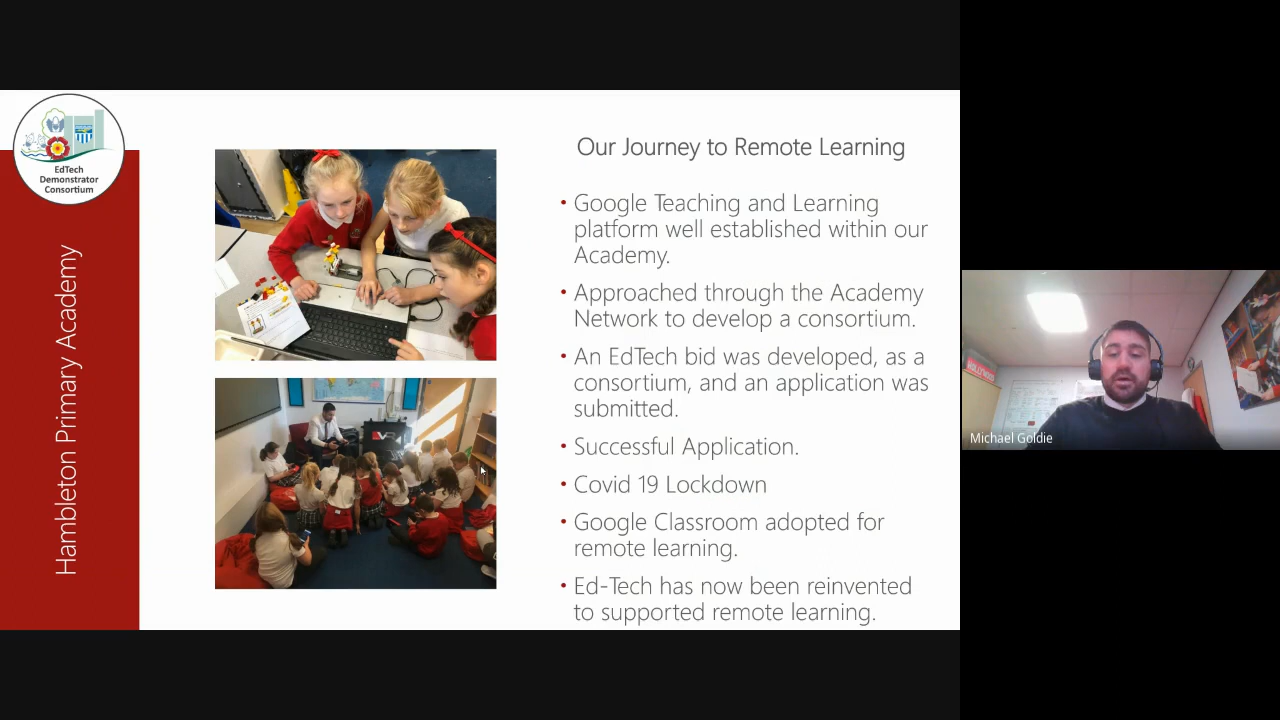 EdTech
Demonstrator
Consortium
Hambleton Primary Academy
Our Journey to Remote Learning
• Google Teaching and Learning
platform well established within our
Academy.
• Approached through the Academy
Network to develop a consortium.
• An EdTech bid was developed, as a
consortium, and an application was
submitted.
• Successful Application.
• Covid 19 Lockdown
• Google Classroom adopted for
remote learning.
• Ed-Tech has now been reinvented
to supported remote learning.
VR
Michael Goldie